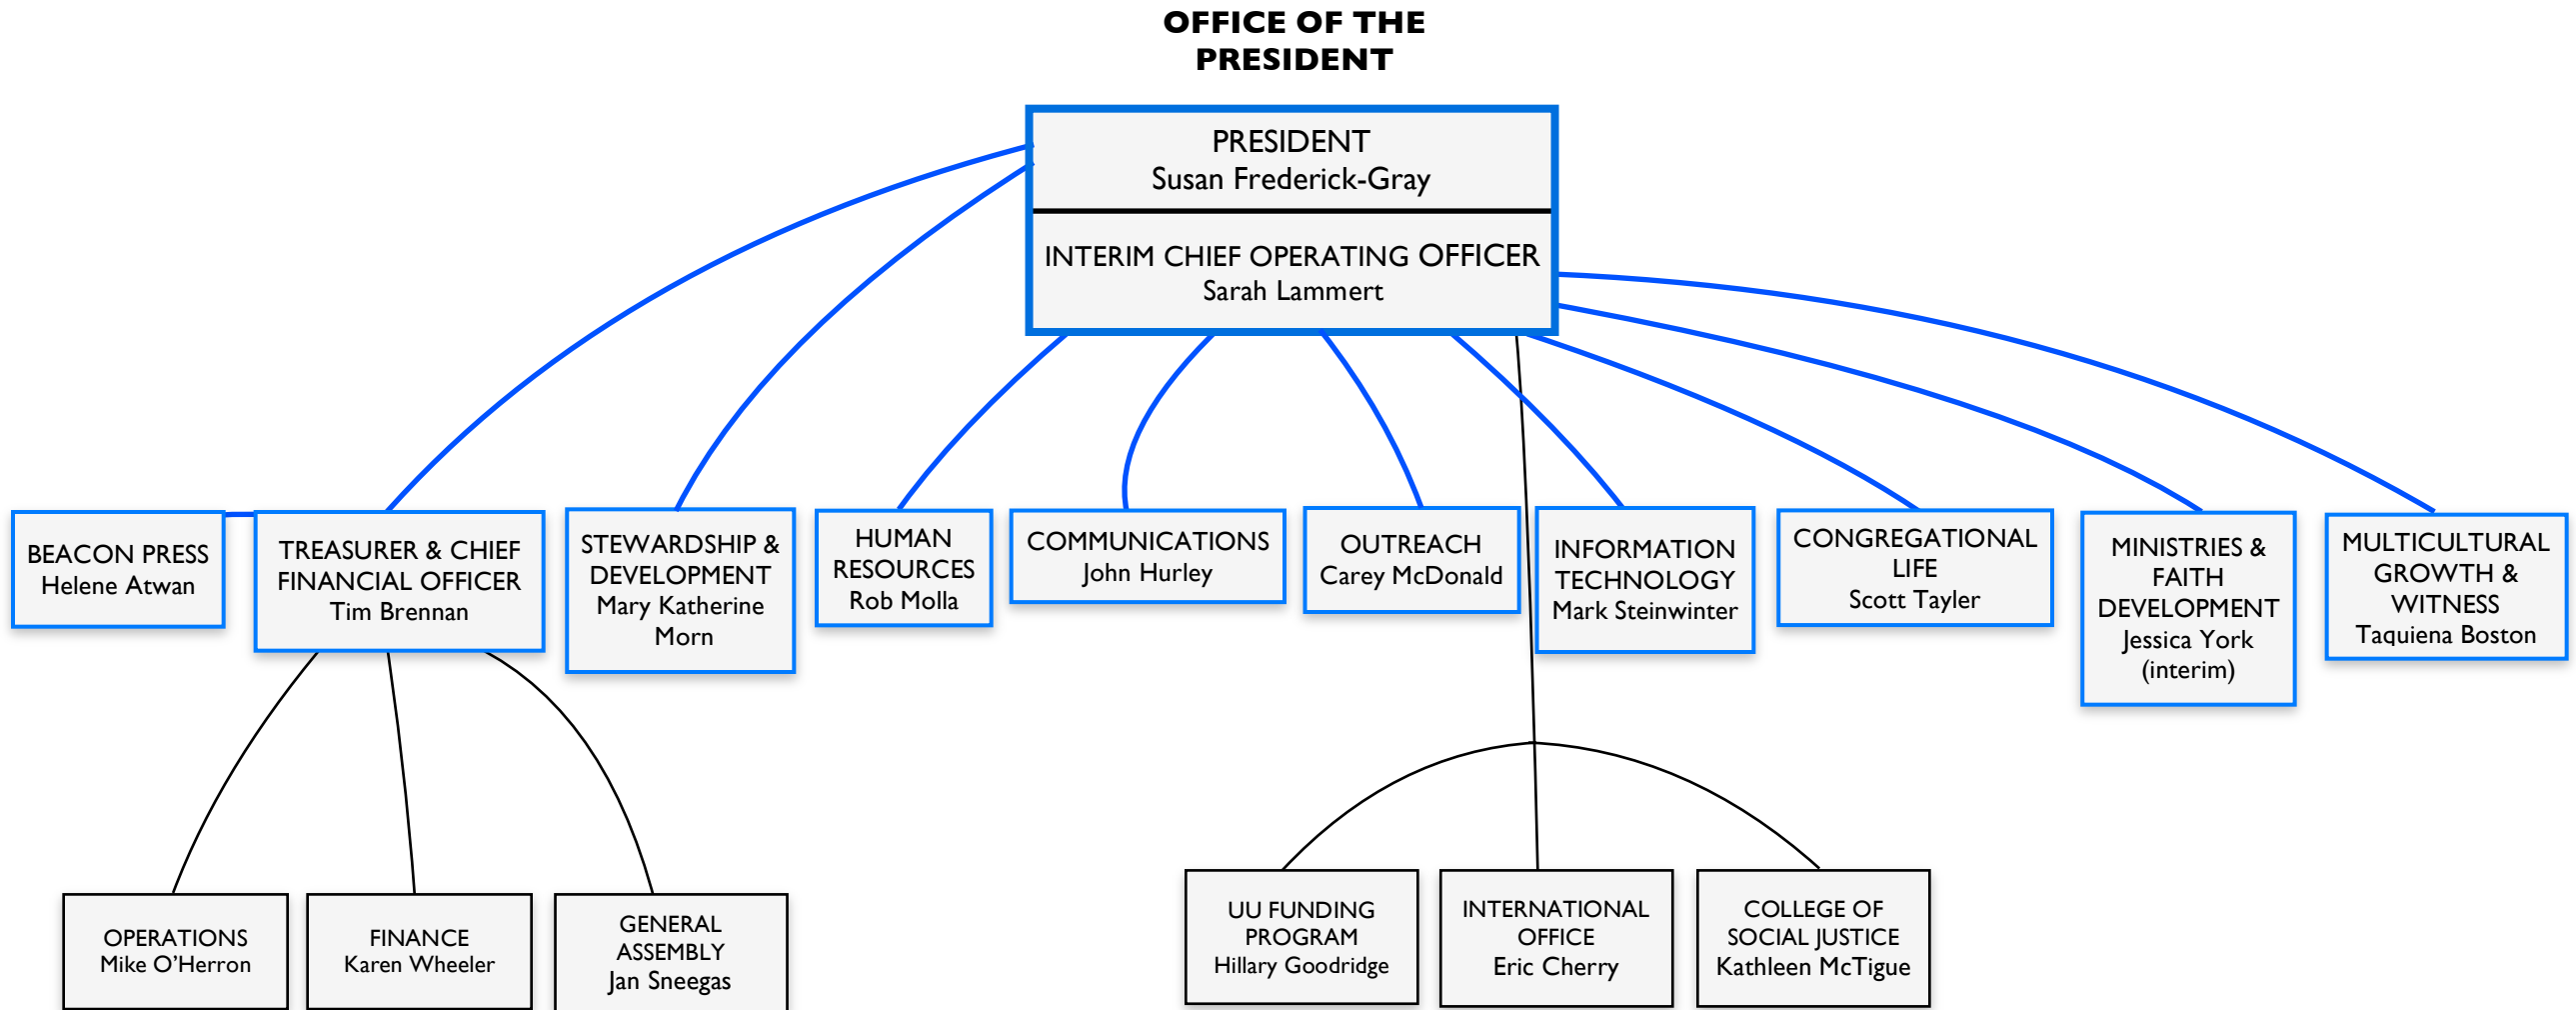 OFFICE OF THE
PRESIDENT
PRESIDENT
Susan Frederick-Gray
INTERIM CHIEF OPERATING OFFICER
Sarah Lammert
BEACON PRESS
Helene Atwan
TREASURER & CHIEF
FINANCIAL OFFICER
Tim Brennan
STEWARDSHIP &
DEVELOPMENT
Mary Katherine
Morn
HUMAN
RESOURCES
Rob Molla
COMMUNICATIONS
John Hurley
OUTREACH
Carey McDonald
INFORMATION
TECHNOLOGY
Mark Steinwinter
CONGREGATIONAL
LIFE
Scott Tayler
MINISTRIES &
FAITH
DEVELOPMENT
Jessica York
(interim)
MULTICULTURAL
GROWTH &
WITNESS
Taquiena Boston
OPERATIONS
Mike O’Herron
FINANCE
Karen Wheeler
GENERAL
ASSEMBLY
Jan Sneegas
UU FUNDING
PROGRAM
Hillary Goodridge
INTERNATIONAL
OFFICE
Eric Cherry
COLLEGE OF
SOCIAL JUSTICE
Kathleen McTigue